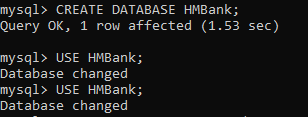 mysql> CREATE DATABASE HMBank;
Query OK, 1 row affected (1.53 sec)
mysql> USE HMBank;
Database changed
mysql> USE HMBank;
Database changed